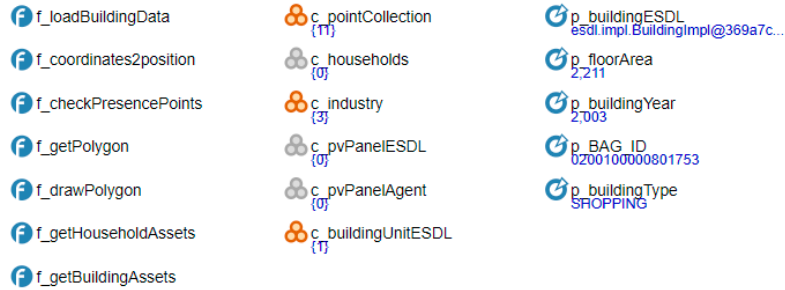 f_loadBuildingData
f_coordinates2position
f_checkPresencePoints
f_getPolygon
f_drawPolygon
f_getHouseholdAssets
f_getBuildingAssets
c_pointCollection
{11}
c_households
{0}
c_industry
{3}
c_pvPanelESDL
{0}
c_pvPanelAgent
{0}
c_buildingUnitESDL
{1}
p_buildingESDL
esdl.impl.BuildingImpl@369a7c...
p_floorArea
2,211
p_buildingYear
2,003
p_BAG_ID
0200100000801753
p_buildingType
SHOPPING